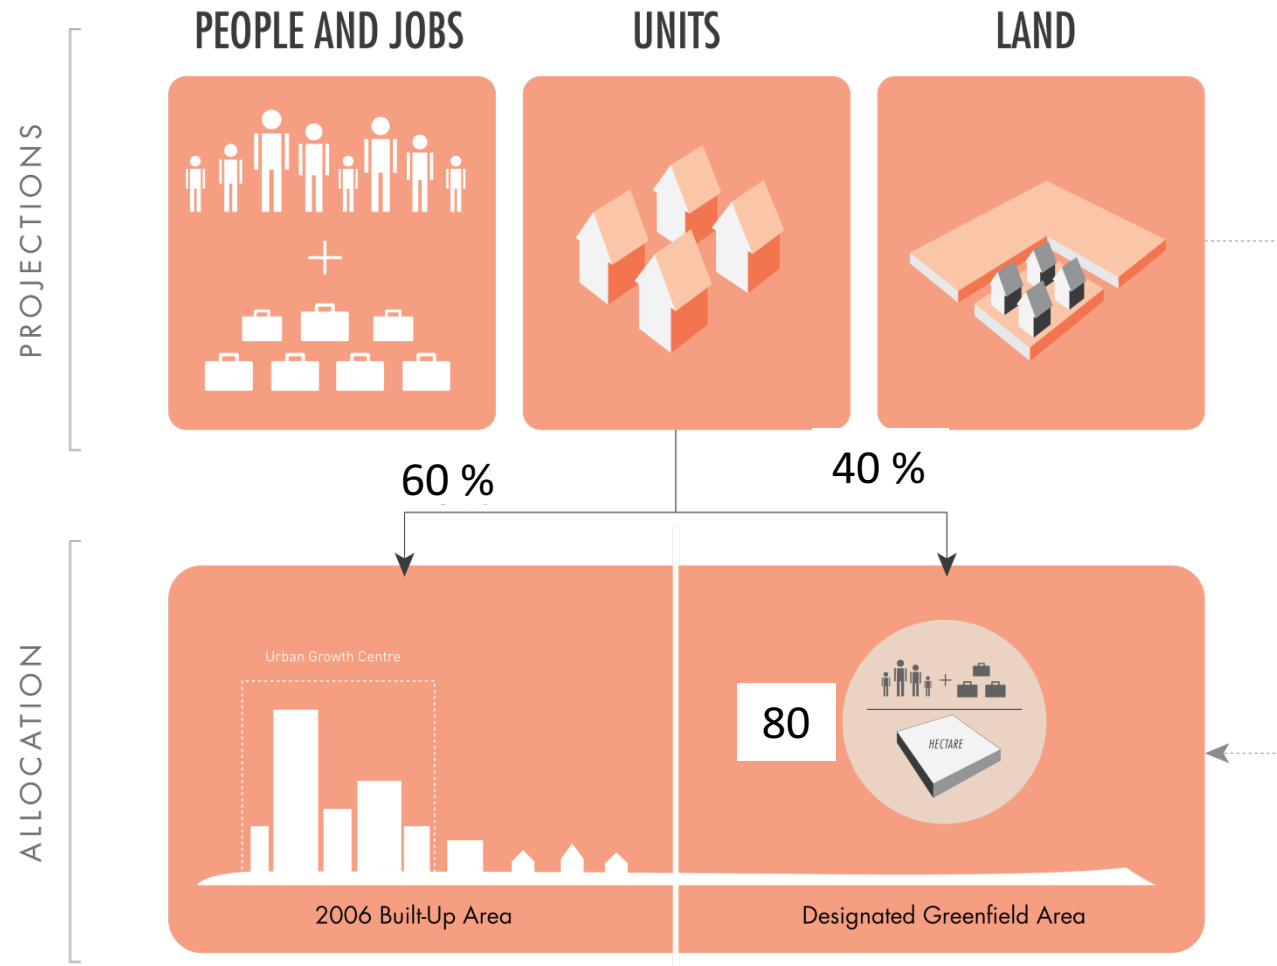 PEOPLE AND JOBS
UNITS
LAND
PROJECTIONS
60 %
40 %
ALLOCATION
Urban Growth Centre
80
HECTARE
2006 Built-Up Area
Designated Greenfield Area